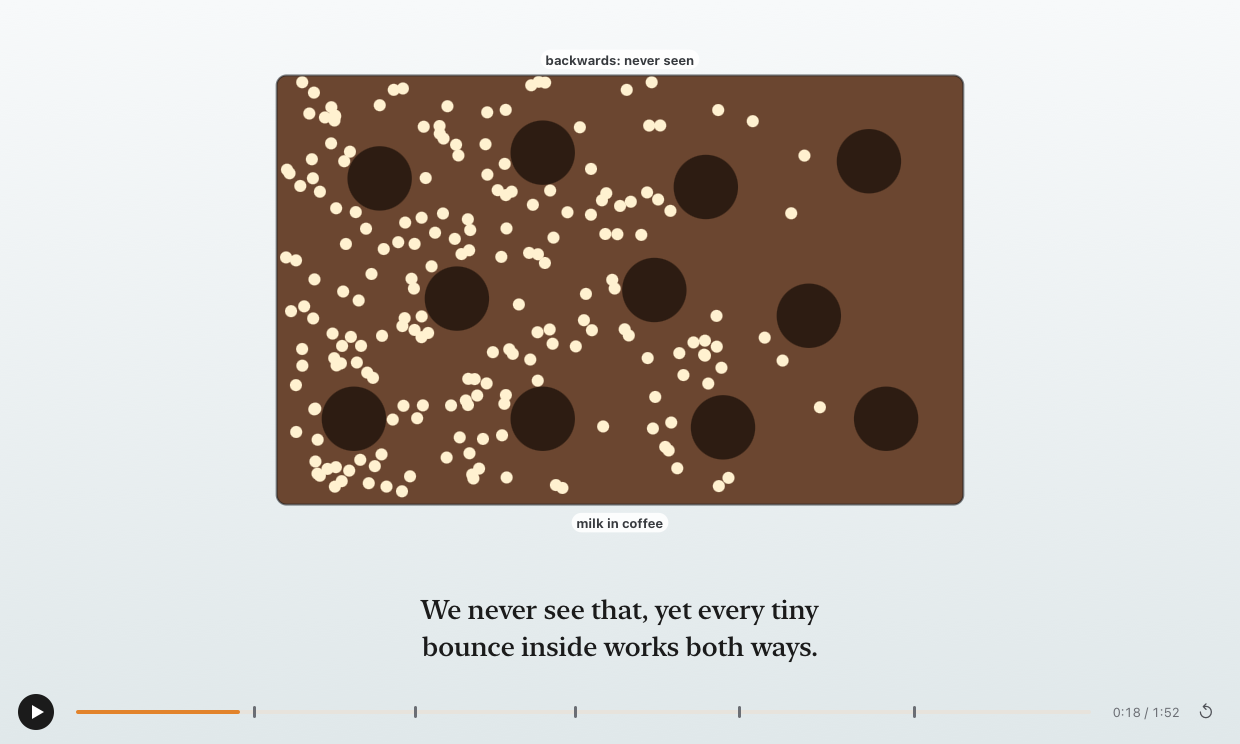 backwards: never seen
milk in coffee
We never see that, yet every tiny
bounce inside works both ways.
0:18 / 1:52